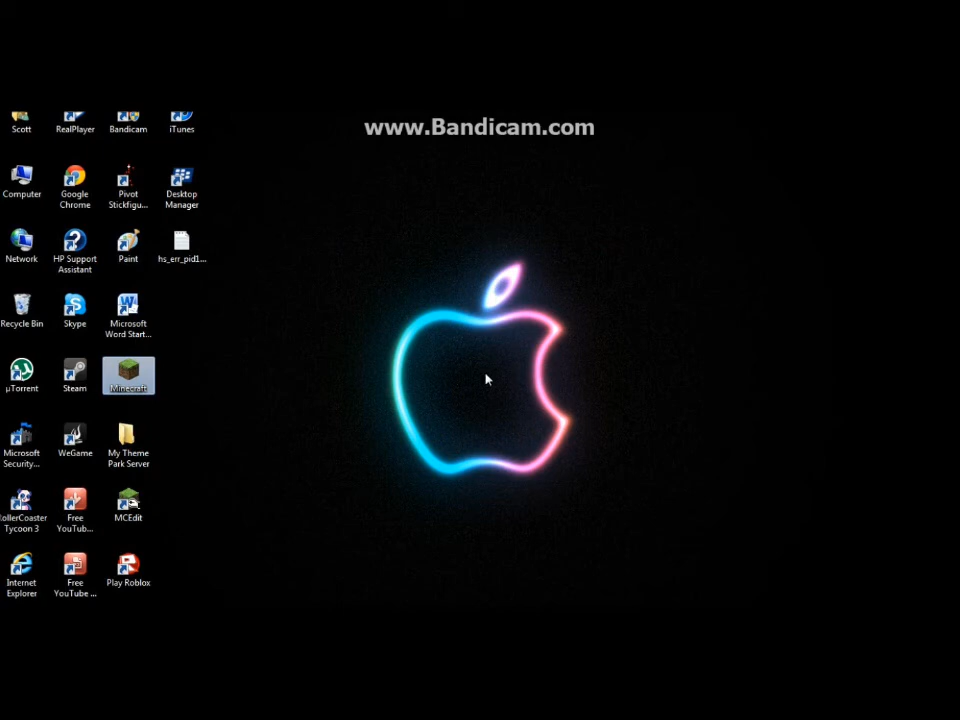 www.Bandicam.com
Scott
RealPlayer
Bandicam
iTunes
Computer
Google
Chrome
Pivot
Stickfigu...
Desktop
Manager
Network
HP Support
Assistant
Paint
hs_err_pid1...
Recycle Bin
Skype
Microsoft
Word Start...
µTorrent
Steam
Minecraft
Microsoft
Security...
WeGame
My Theme
Park Server
RollerCoaster
Tycoon 3
Free
YouTub...
MCEdit
Internet
Explorer
Free
YouTube ...
Play Roblox